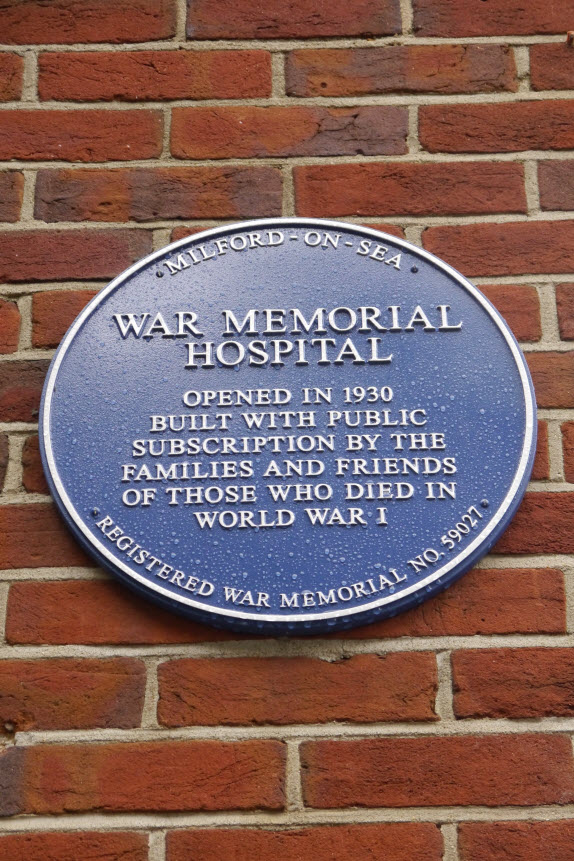 MILFORD-ON-SEA
WAR MEMORIAL
HOSPITAL
OPENED IN 1930
BUILT WITH PUBLIC
SUBSCRIPTION BY THE
FAMILIES AND FRIENDS
OF THOSE WHO DIED IN
WORLD WAR I
REGISTERED WAR MEMORIAL NO. 59027